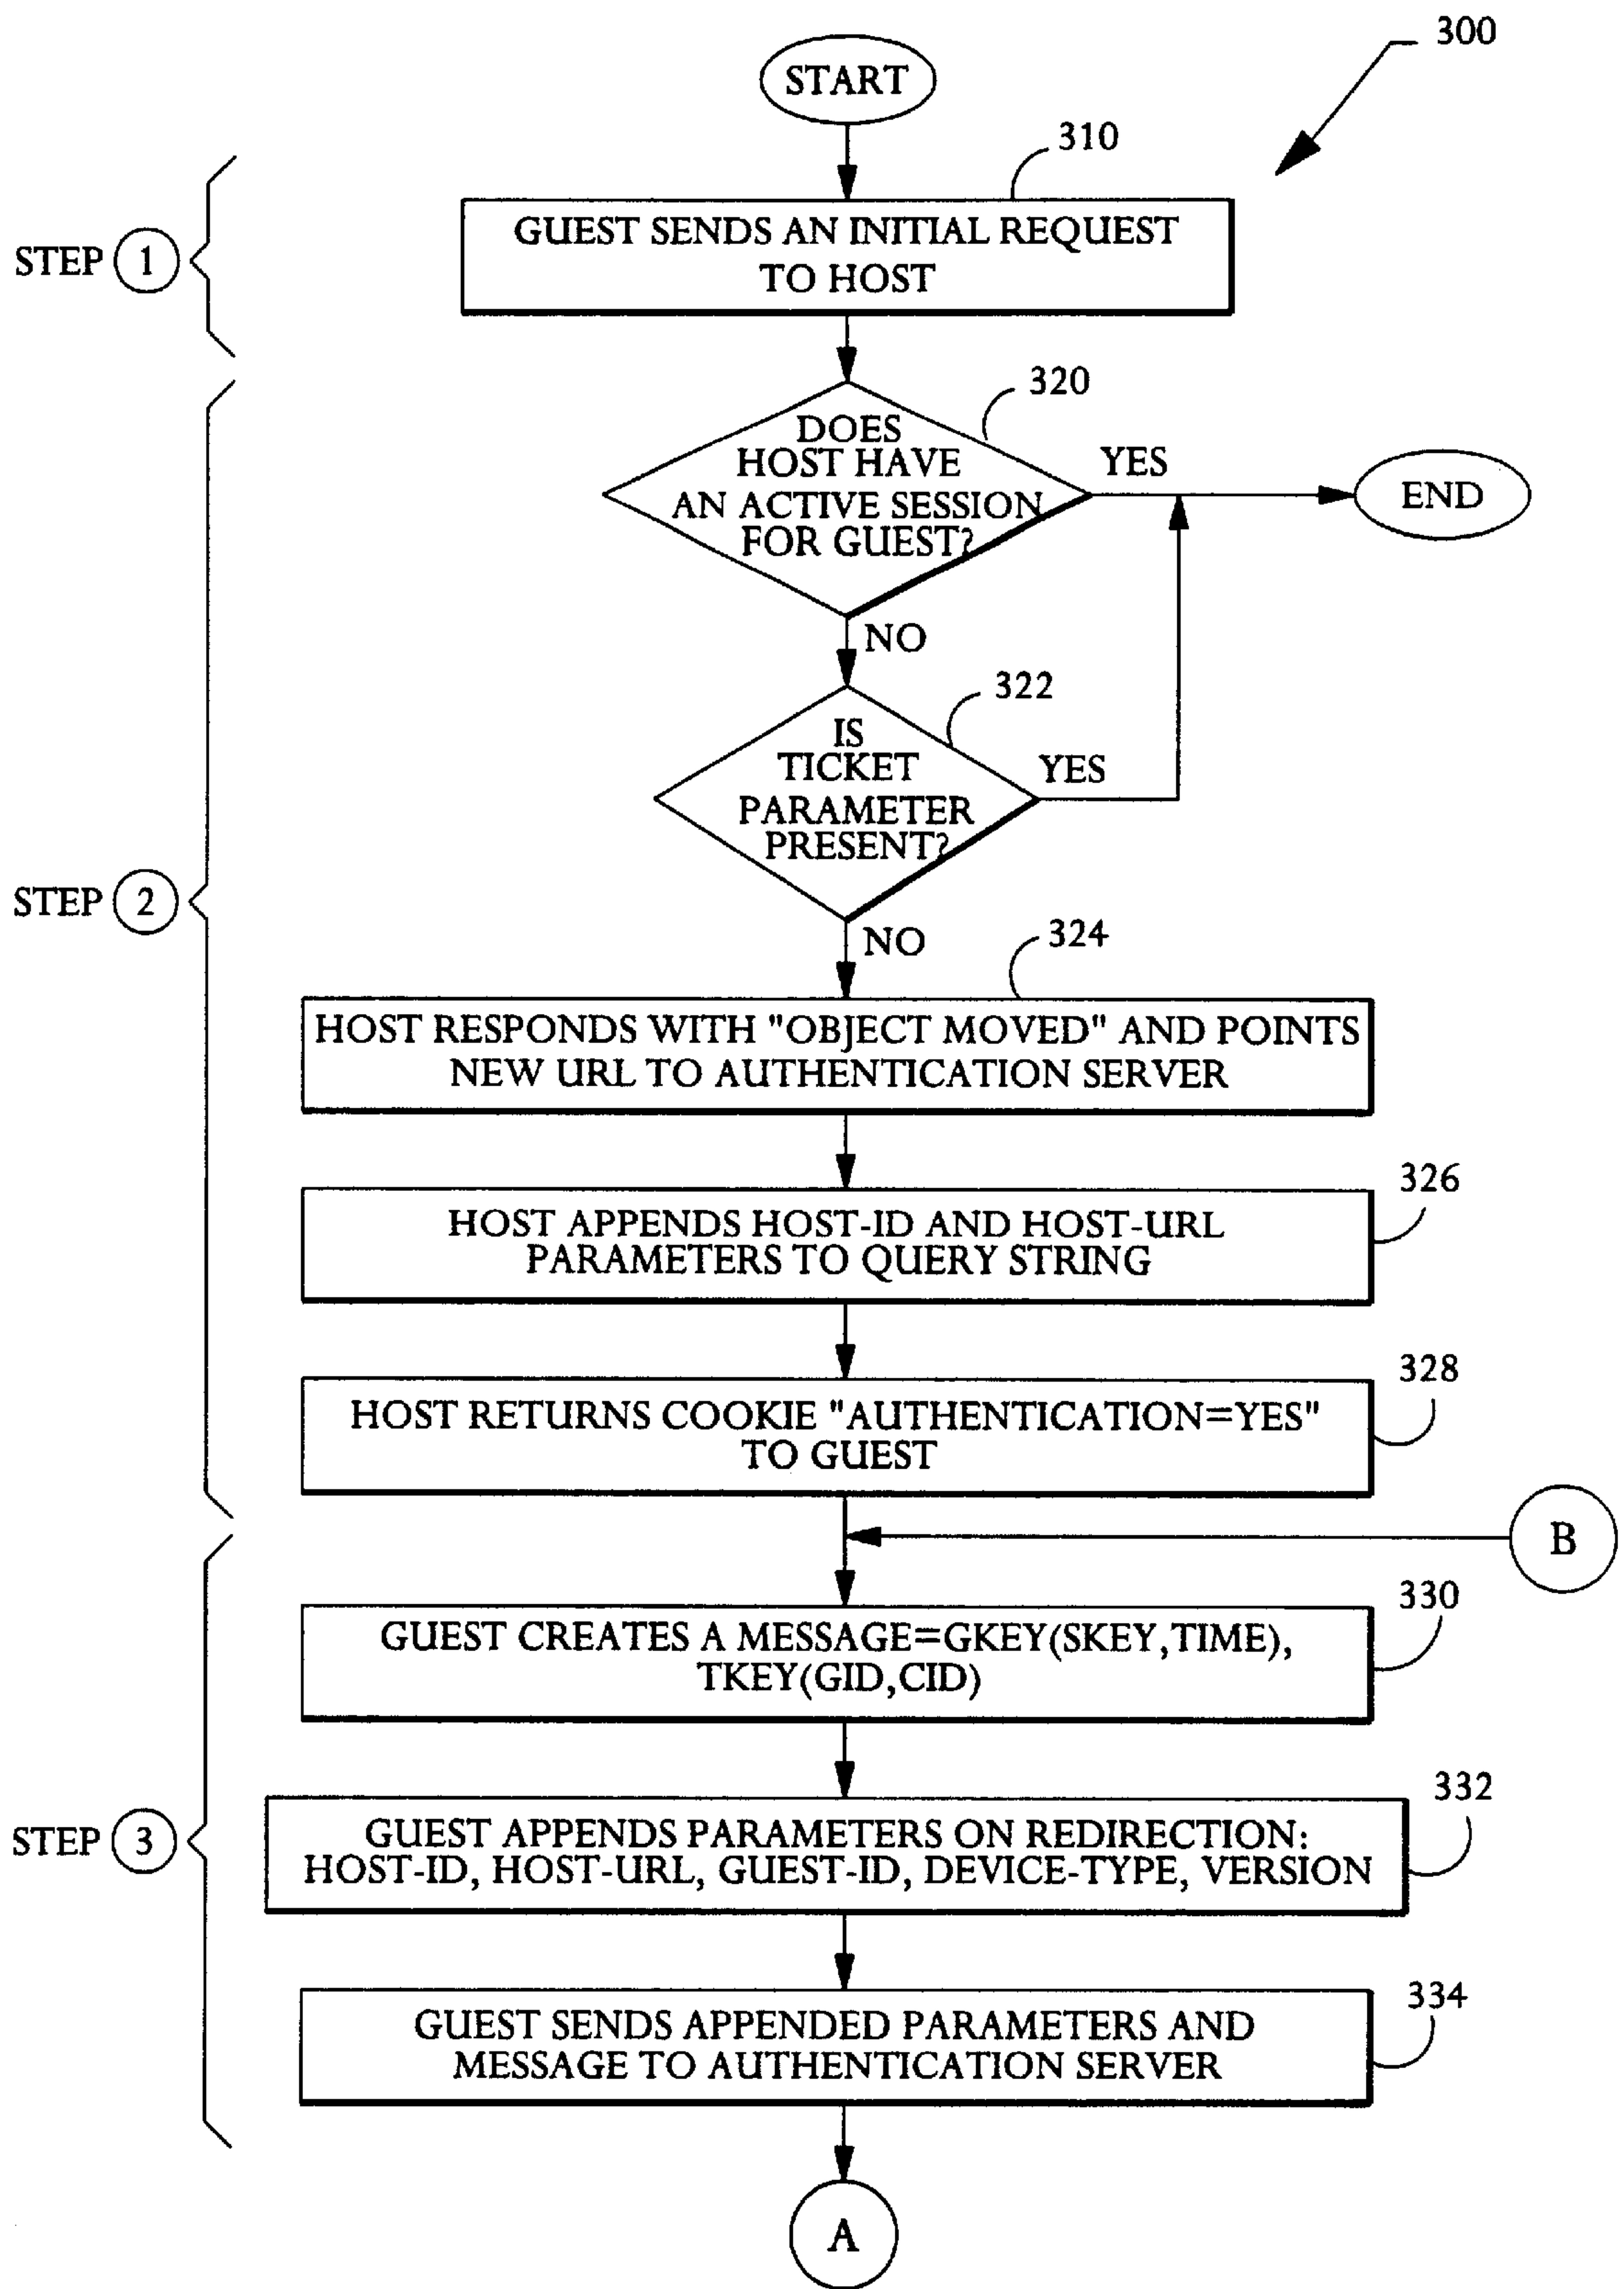 300
START
310
GUEST SENDS AN INITIAL REQUEST
TO HOST
STEP 1
320
DOES
HOST HAVE
AN ACTIVE SESSION
FOR GUEST?
YES
END
NO
322
IS
TICKET
PARAMETER
PRESENT?
YES
STEP 2
NO
324
HOST RESPONDS WITH "OBJECT MOVED" AND POINTS
NEW URL TO AUTHENTICATION SERVER
326
HOST APPENDS HOST-ID AND HOST-URL
PARAMETERS TO QUERY STRING
328
HOST RETURNS COOKIE "AUTHENTICATION=YES"
TO GUEST
B
330
GUEST CREATES A MESSAGE=GKEY(SKEY,TIME),
TKEY(GID,CID)
332
STEP 3
GUEST APPENDS PARAMETERS ON REDIRECTION:
HOST-ID, HOST-URL, GUEST-ID, DEVICE-TYPE, VERSION
334
GUEST SENDS APPENDED PARAMETERS AND
MESSAGE TO AUTHENTICATION SERVER
A